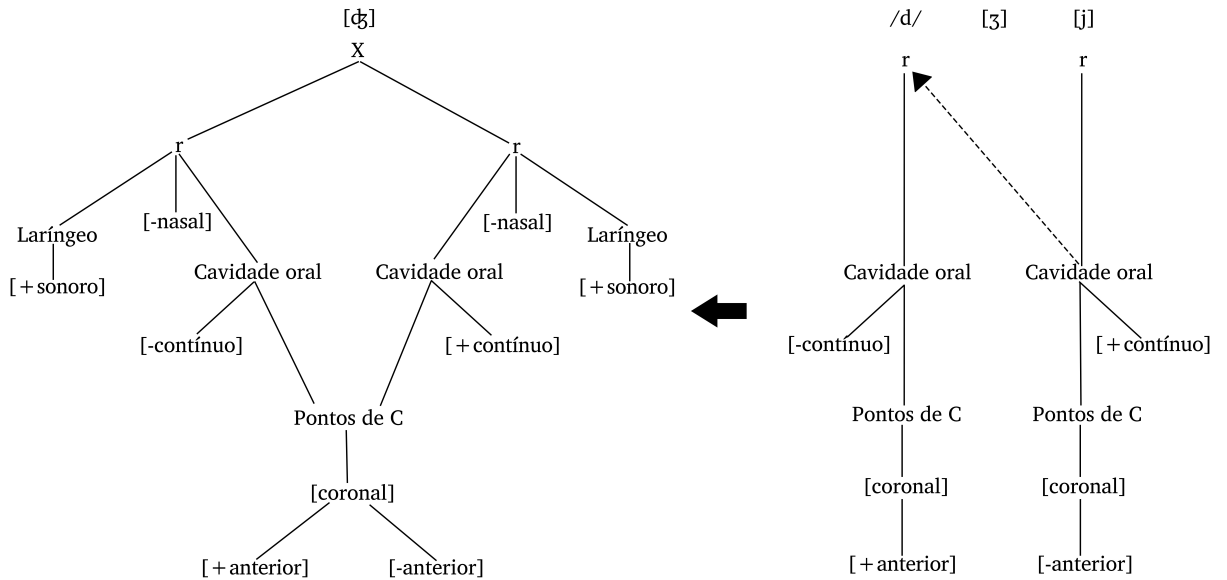 [ʤ] /d/ [ʒ] [j]
X r r
r r
[-nasal] [-nasal]
Laríngeo Laríngeo
Cavidade oral Cavidade oral Cavidade oral Cavidade oral
[+sonoro] [+sonoro]
[-contínuo] [+contínuo] [-contínuo] [+contínuo]
Pontos de C Pontos de C Pontos de C
[coronal] [coronal] [coronal]
[+anterior] [-anterior] [+anterior] [-anterior]